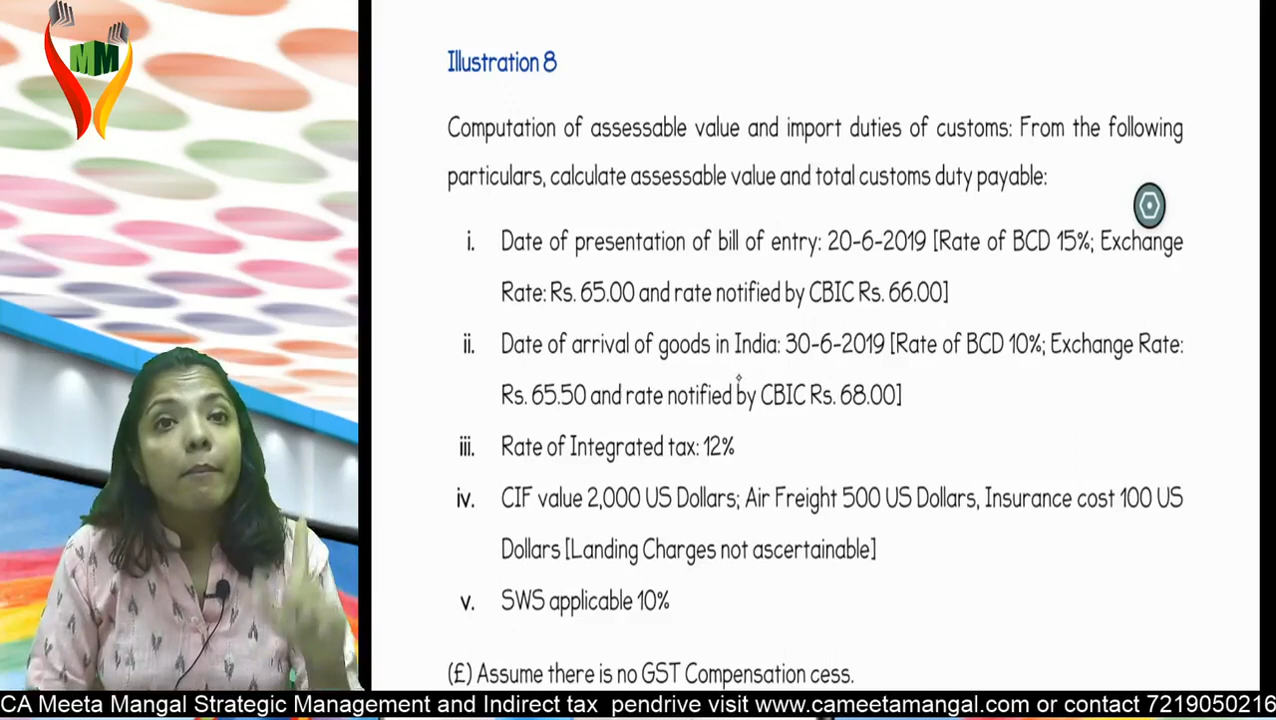 MM
Illustration 8
Computation of assessable value and import duties of customs: From the following
particulars, calculate assessable value and total customs duty payable:
i. Date of presentation of bill of entry: 20-6-2019 [Rate of BCD 15%; Exchange
Rate: Rs. 65.00 and rate notified by CBIC Rs. 66.00]
ii. Date of arrival of goods in India: 30-6-2019 [Rate of BCD 10%; Exchange Rate:
Rs. 65.50 and rate notified by CBIC Rs. 68.00]
iii. Rate of Integrated tax: 12%
iv. CIF value 2,000 US Dollars; Air Freight 500 US Dollars, Insurance cost 100 US
Dollars [Landing Charges not ascertainable]
v. SWS applicable 10%
(£) Assume there is no GST Compensation cess.
CA Meeta Mangal Strategic Management and Indirect tax pendrive visit www.cameetamangal.com or contact 7219050216